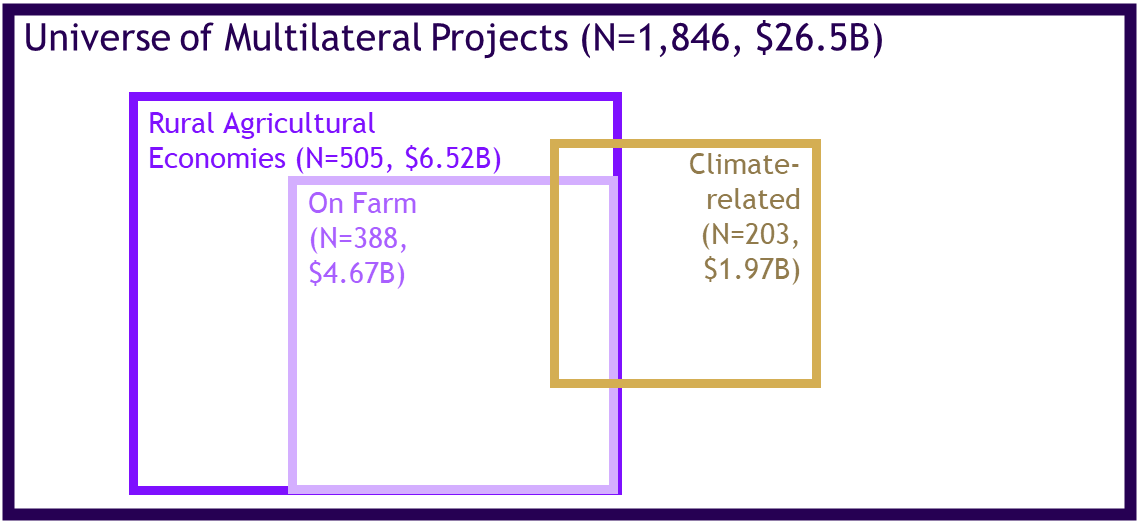 Universe of Multilateral Projects (N=1,846, $26.5B)
Rural Agricultural
Economies (N=505, $6.52B)
On Farm
(N=388,
$4.67B)
Climate-
related
(N=203,
$1.97B)